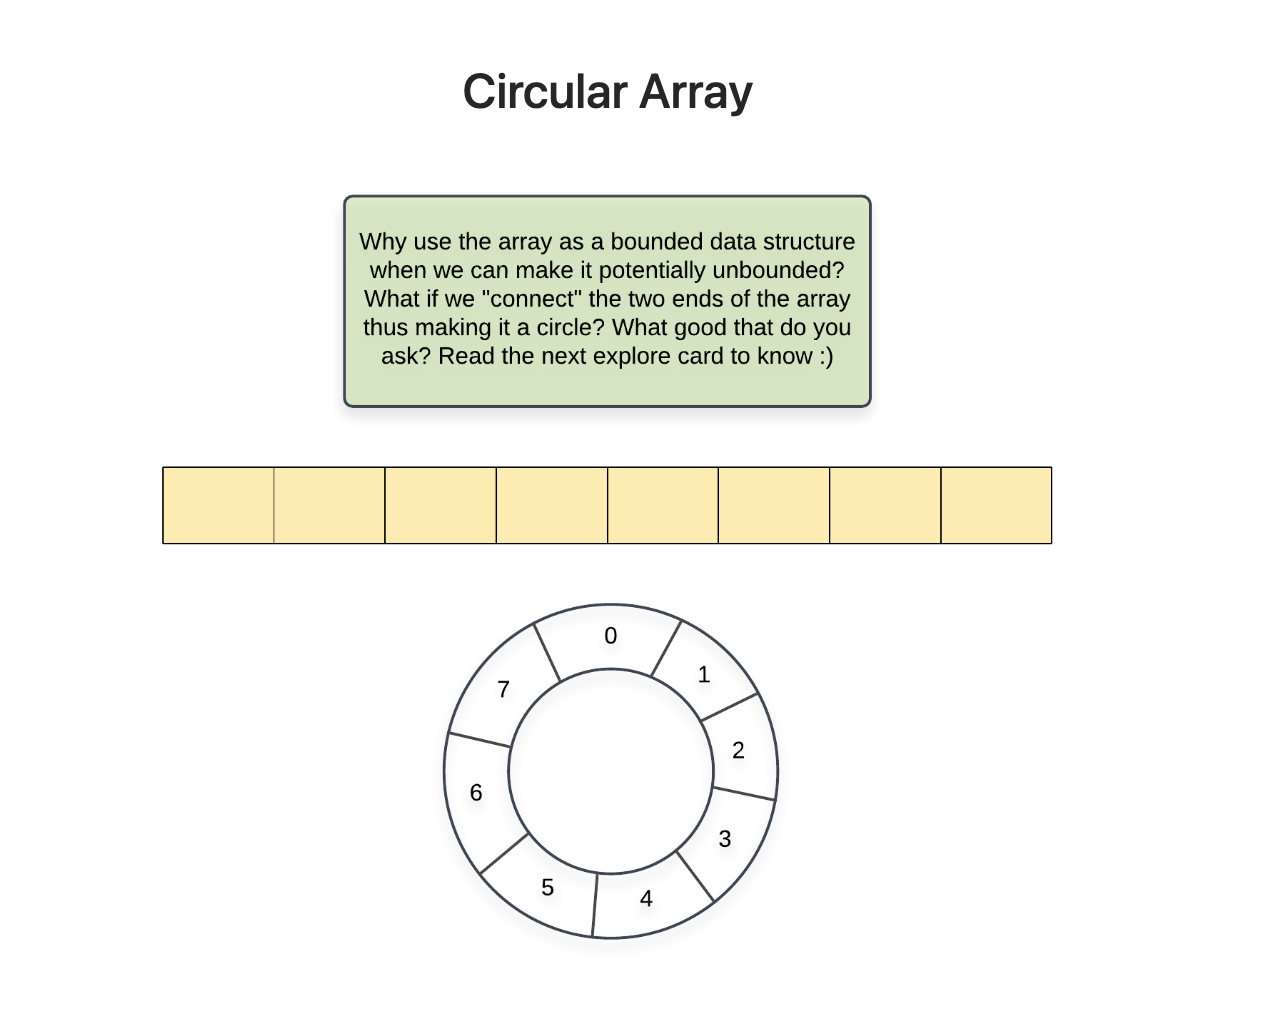 Circular Array
Why use the array as a bounded data structure
when we can make it potentially unbounded?
What if we "connect" the two ends of the array
thus making it a circle? What good that do you
ask? Read the next explore card to know :)
0
1
2
3
4
5
6
7